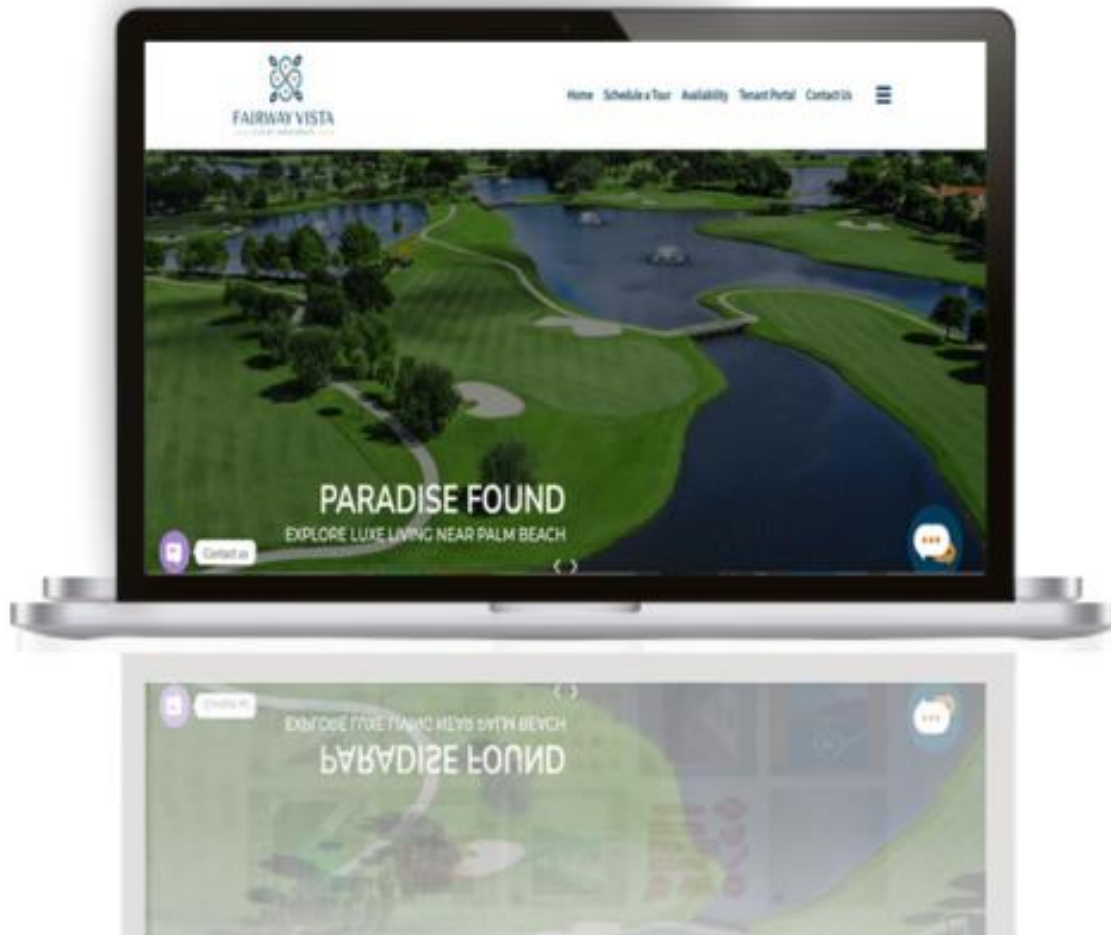 FAIRWAY VISTA
Home Schedule a Tour Availability Tenant Portal Contact Us
PARADISE FOUND
EXPLORE LUXE LIVING NEAR PALM BEACH
Contact us